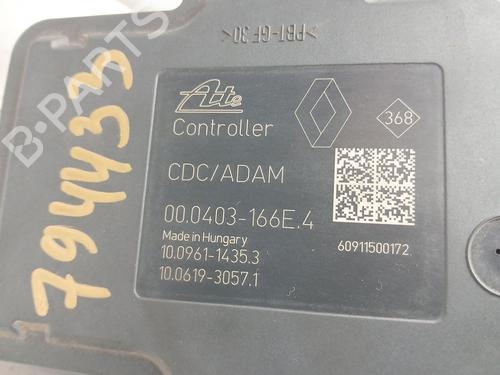 >PBT-GF30<
Ate
368
Controller
CDC/ADAM
00.0403-166E.4
Made in Hungary
10.0961-1435.3
10.0619-3057.1
60911500172
794433
B-PARTS